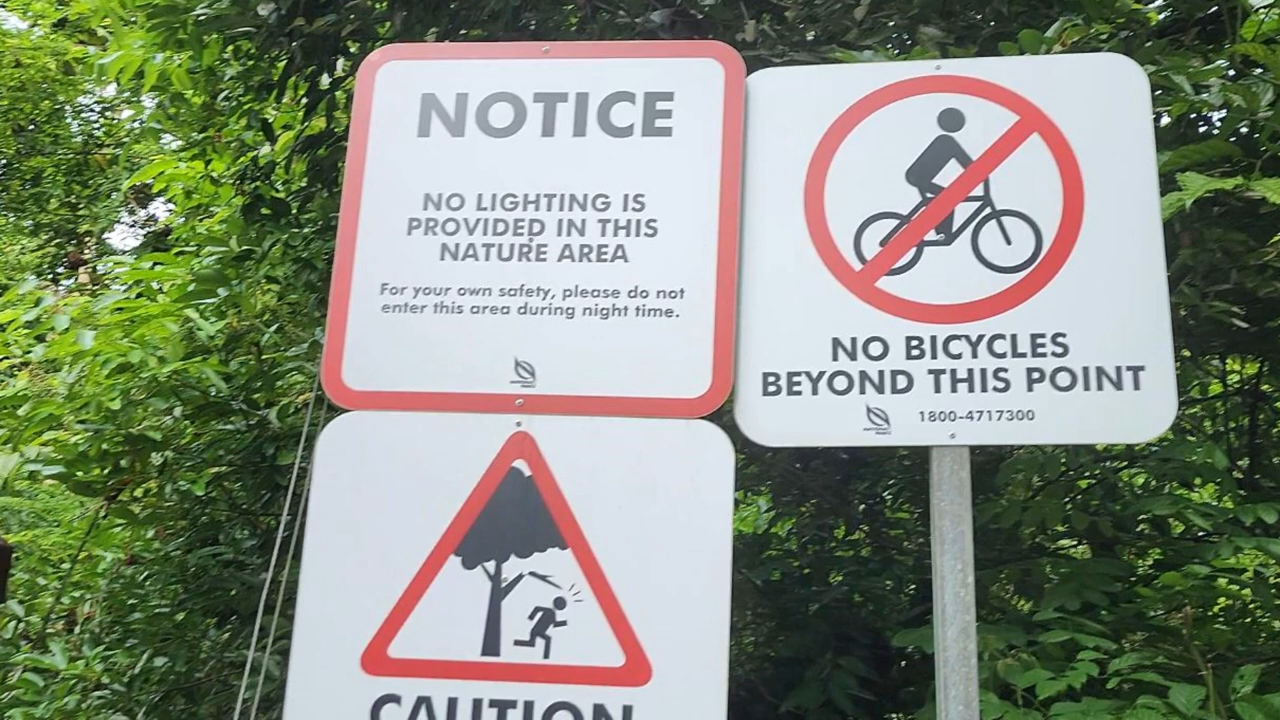 NOTICE
NO LIGHTING IS
PROVIDED IN THIS
NATURE AREA
For your own safety, please do not
enter this area during night time.
NO BICYCLES
BEYOND THIS POINT
1800-4717300
CAUTION